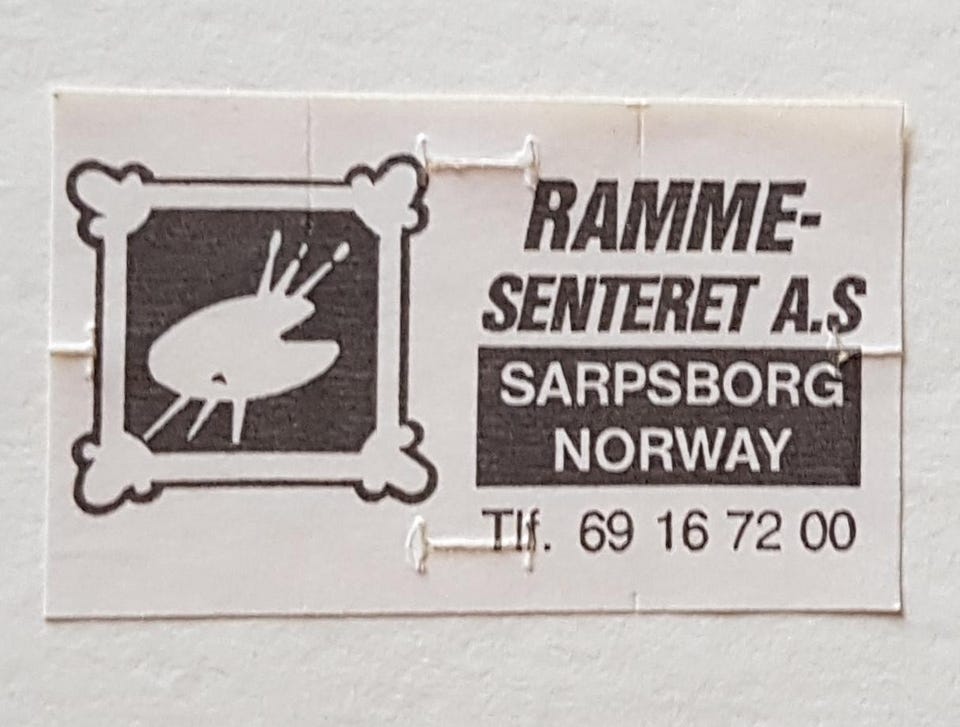 RAMME-
SENTERET A.S
SARPSBORG
NORWAY
Tlf. 69 16 72 00